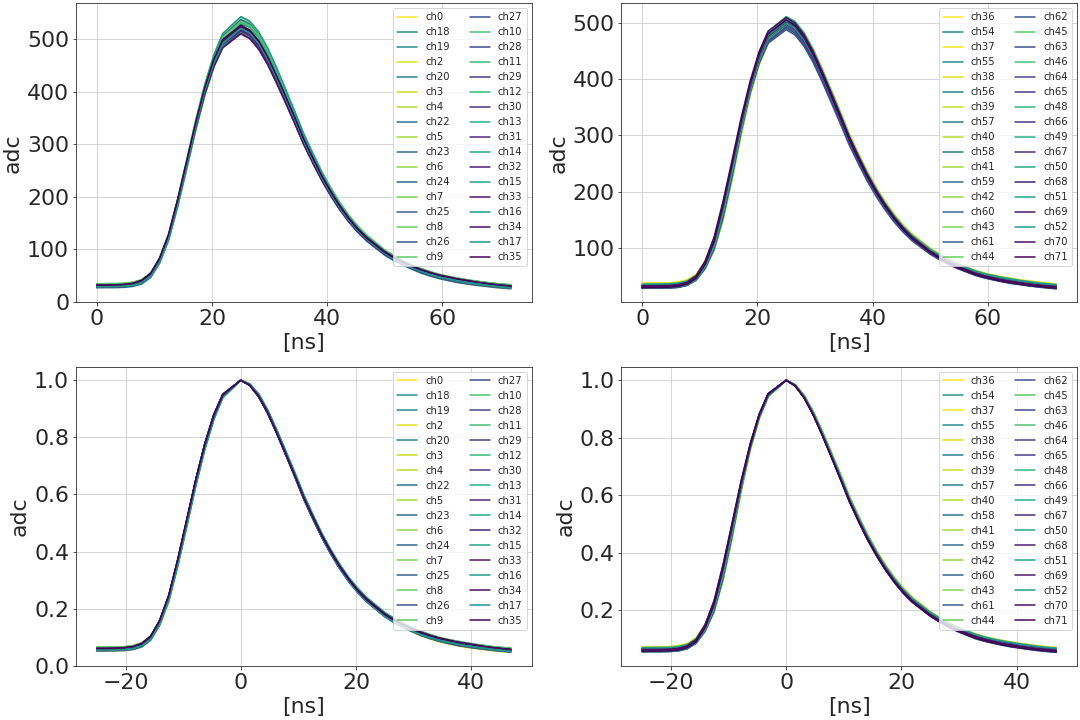 500
400
300
200
100
0
adc
0 20 40 60
[ns]
ch0 ch27
ch18 ch10
ch19 ch28
ch2 ch11
ch20 ch29
ch3 ch12
ch4 ch30
ch22 ch13
ch5 ch31
ch23 ch14
ch6 ch32
ch24 ch15
ch7 ch33
ch25 ch16
ch8 ch34
ch26 ch17
ch9 ch35
500
400
300
200
100
adc
0 20 40 60
[ns]
ch36 ch62
ch54 ch45
ch37 ch63
ch55 ch46
ch38 ch64
ch56 ch65
ch39 ch48
ch57 ch66
ch40 ch49
ch58 ch67
ch41 ch50
ch59 ch68
ch42 ch51
ch60 ch69
ch43 ch52
ch61 ch70
ch44 ch71
1.0
0.8
0.6
0.4
0.2
0.0
adc
−20 0 20 40
[ns]
ch0 ch27
ch18 ch10
ch19 ch28
ch2 ch11
ch20 ch29
ch3 ch12
ch4 ch30
ch22 ch13
ch5 ch31
ch23 ch14
ch6 ch32
ch24 ch15
ch7 ch33
ch25 ch16
ch8 ch34
ch26 ch17
ch9 ch35
1.0
0.8
0.6
0.4
0.2
adc
−20 0 20 40
[ns]
ch36 ch62
ch54 ch45
ch37 ch63
ch55 ch46
ch38 ch64
ch56 ch65
ch39 ch48
ch57 ch66
ch40 ch49
ch58 ch67
ch41 ch50
ch59 ch68
ch42 ch51
ch60 ch69
ch43 ch52
ch61 ch70
ch44 ch71